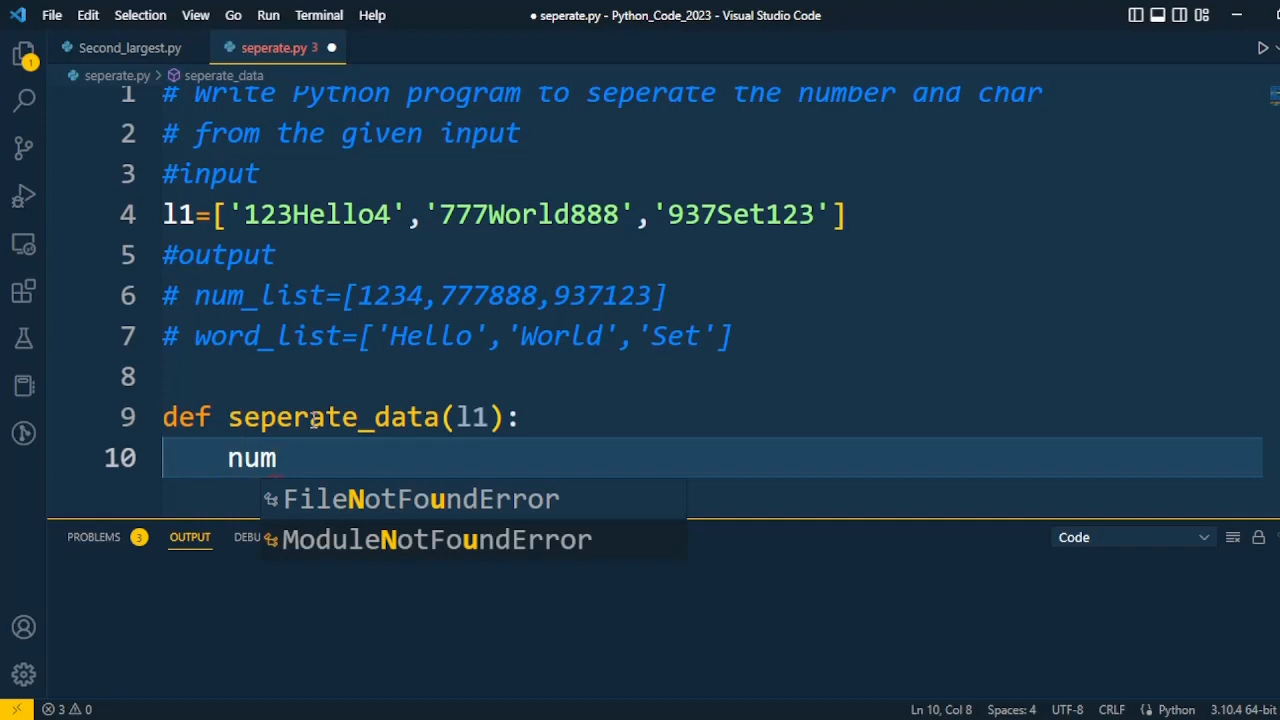 File Edit Selection View Go Run Terminal Help
● seperate.py - Python_Code_2023 - Visual Studio Code
Second_largest.py seperate.py 3
seperate.py > seperate_data
1 # Write Python program to seperate the number and char
2 # from the given input
3 #input
4 l1=['123Hello4','777World888','937Set123']
5 #output
6 # num_list=[1234,777888,937123]
7 # word_list=['Hello','World','Set']
8
9 def seperate_data(l1):
10 num
FileNotFoundError
ModuleNotFoundError
PROBLEMS 3 OUTPUT DEBU Code
1
3 0 Ln 10, Col 8 Spaces: 4 UTF-8 CRLF Python 3.10.4 64-bit